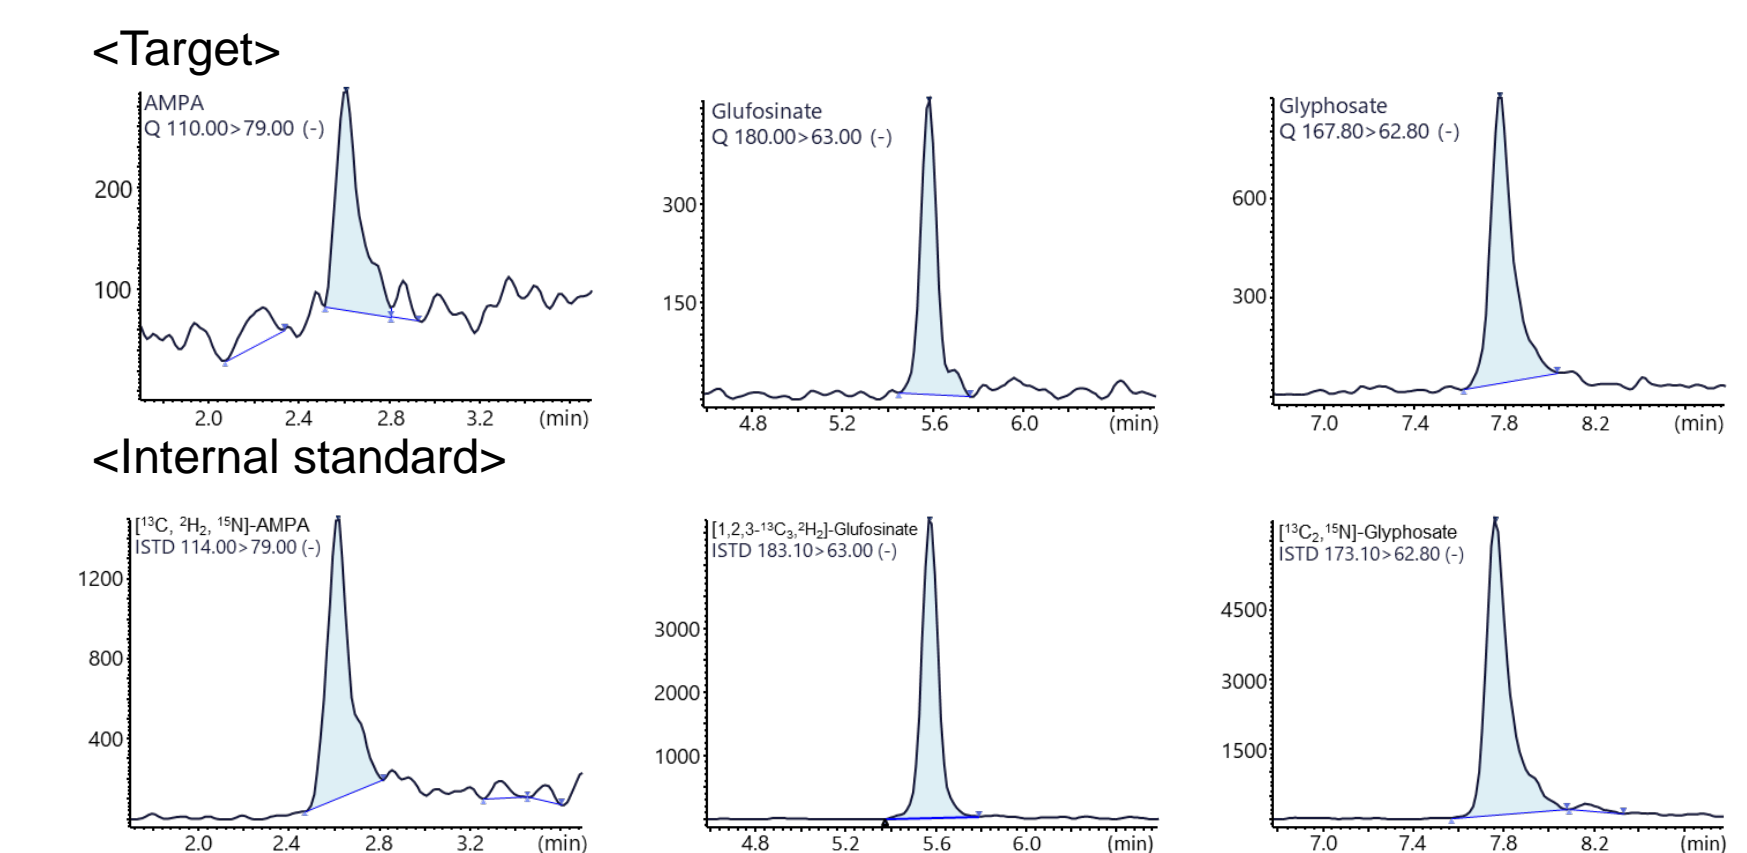 <Target>
AMPA
Q 110.00>79.00 (-)
200
100
2.0 2.4 2.8 3.2 (min)
Glufosinate
Q 180.00>63.00 (-)
300
150
4.8 5.2 5.6 6.0 (min)
Glyphosate
Q 167.80>62.80 (-)
600
300
7.0 7.4 7.8 8.2 (min)
<Internal standard>
[¹³C, ²H₂, ¹⁵N]-AMPA
ISTD 114.00>79.00 (-)
1200
800
400
2.0 2.4 2.8 3.2 (min)
[1,2,3-¹³C₃,²H₂]-Glufosinate
ISTD 183.10>63.00 (-)
3000
2000
1000
4.8 5.2 5.6 6.0 (min)
[¹³C₂,¹⁵N]-Glyphosate
ISTD 173.10>62.80 (-)
4500
3000
1500
7.0 7.4 7.8 8.2 (min)